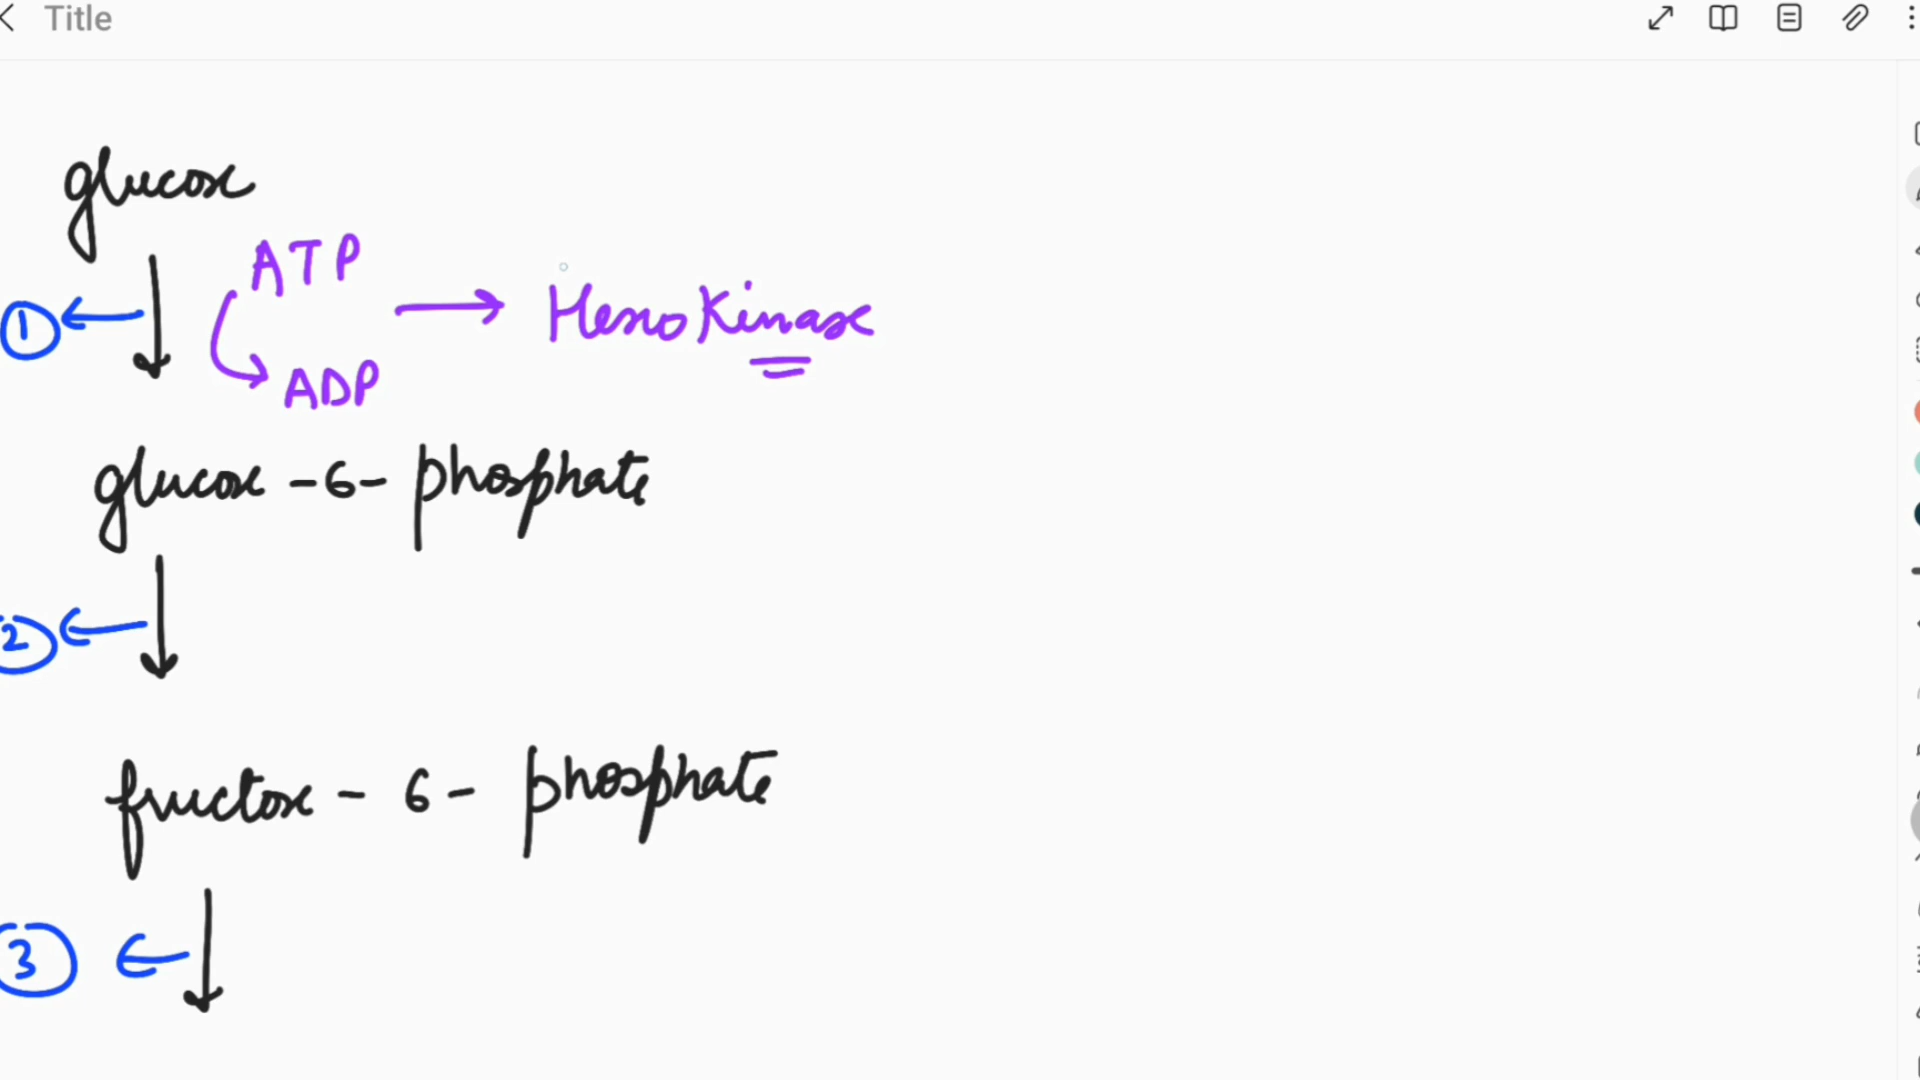 Title
glucose
ATP
① → Hexokinase
ADP
glucose - 6 - phosphate
②
fructose - 6 - phosphate
③